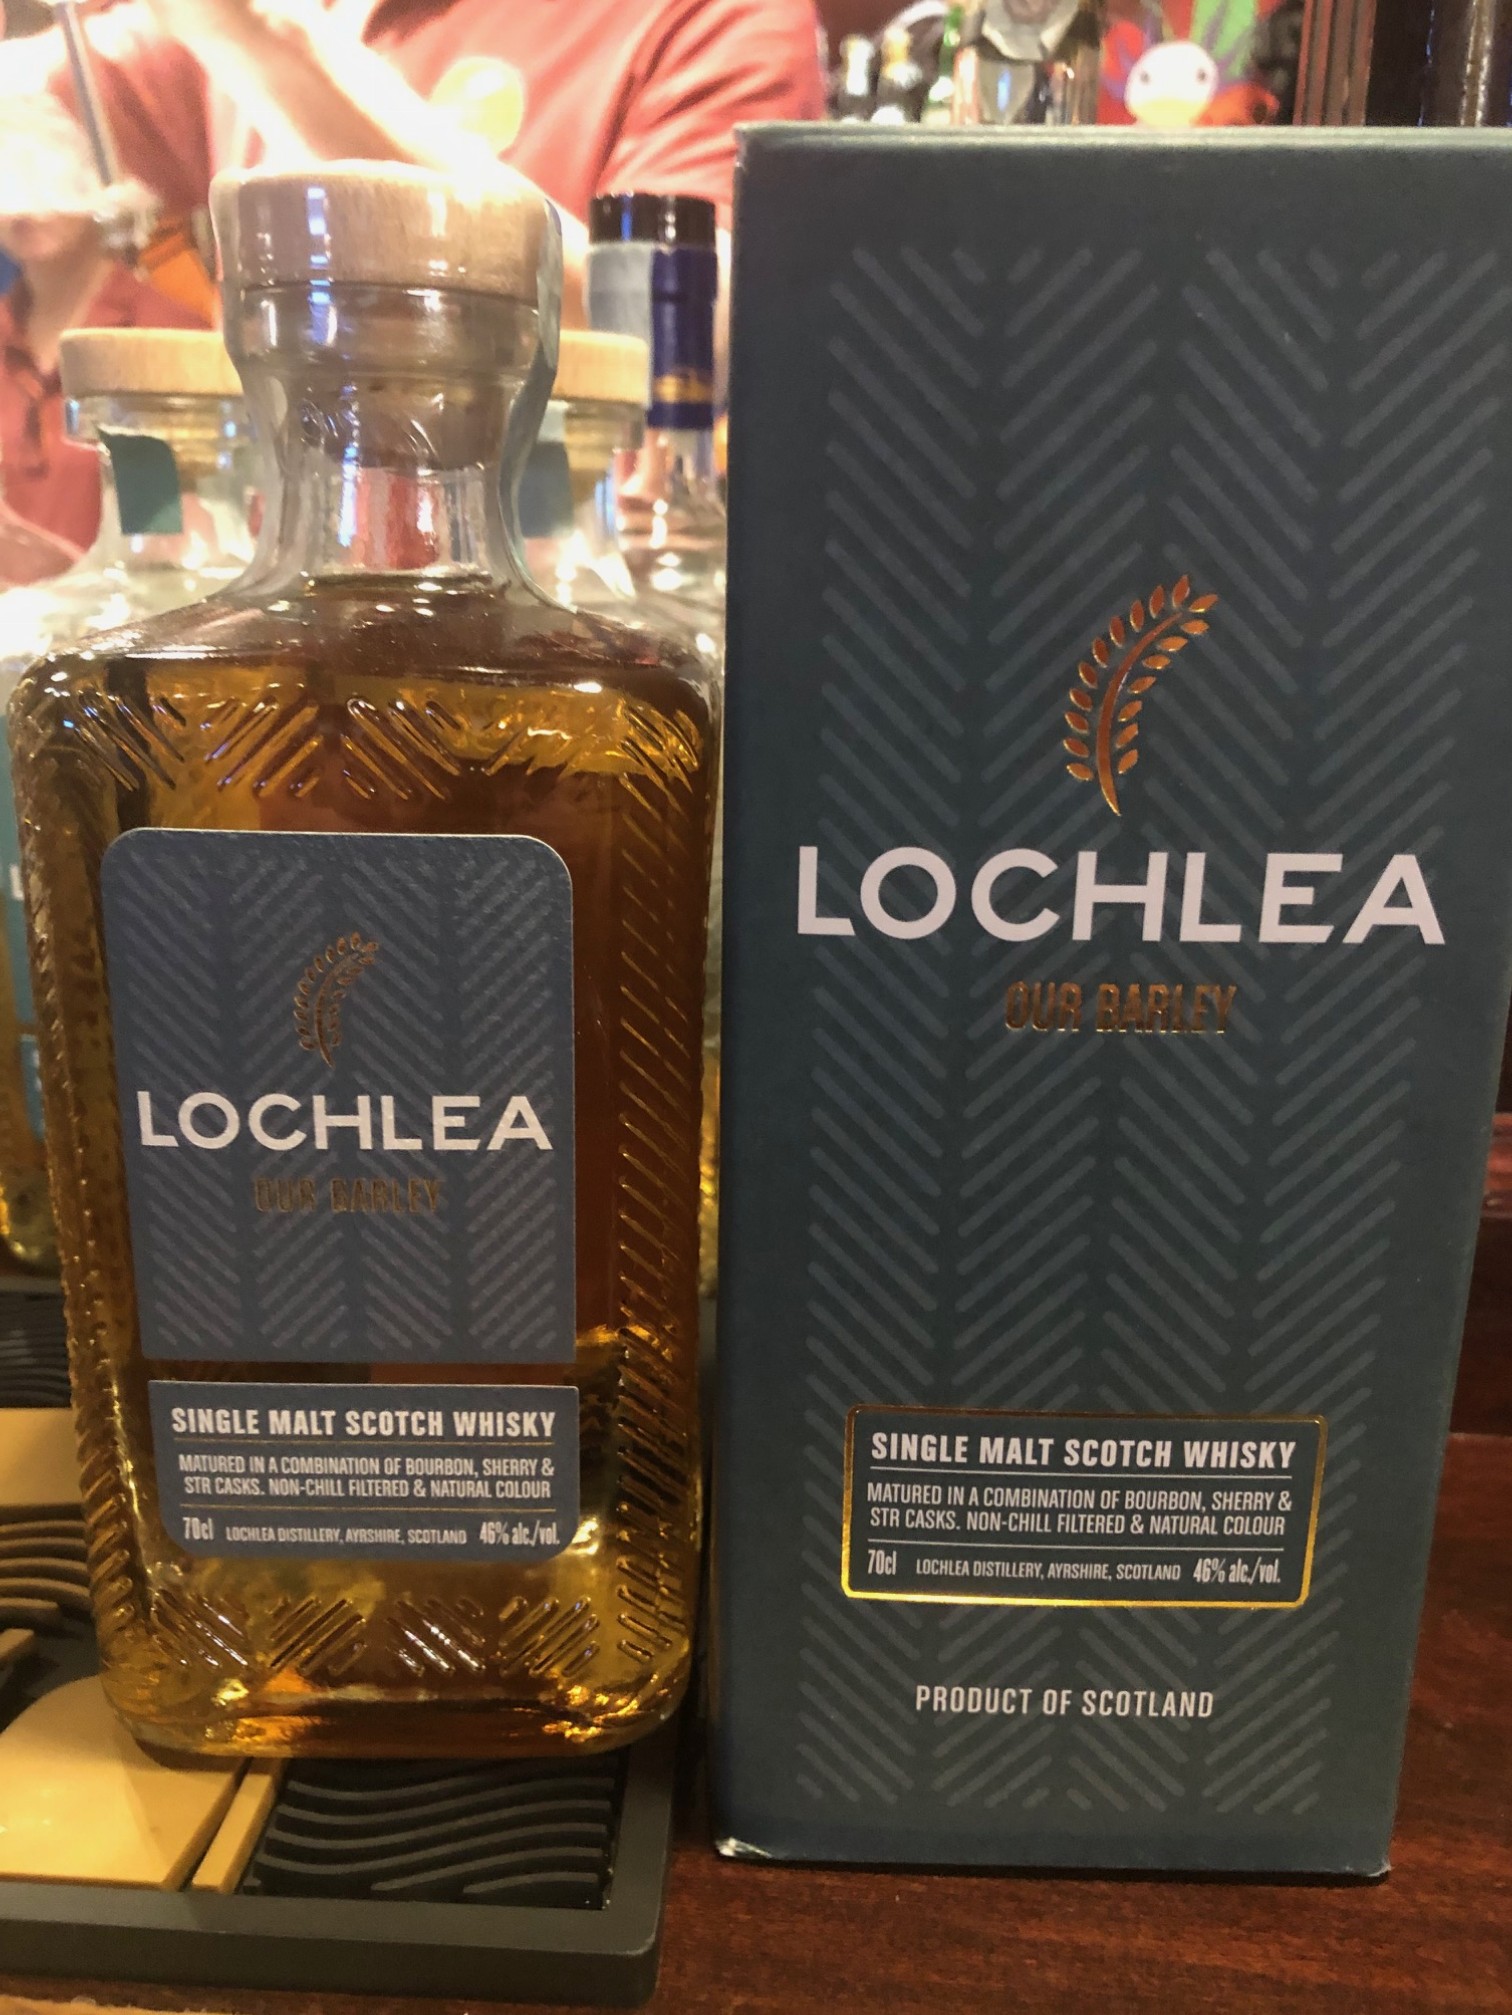 LOCHLEA
OUR BARLEY
SINGLE MALT SCOTCH WHISKY
MATURED IN A COMBINATION OF BOURBON, SHERRY &
STR CASKS. NON-CHILL FILTERED & NATURAL COLOUR
70cl LOCHLEA DISTILLERY, AYRSHIRE, SCOTLAND 46% alc./vol.
LOCHLEA
OUR BARLEY
SINGLE MALT SCOTCH WHISKY
MATURED IN A COMBINATION OF BOURBON, SHERRY &
STR CASKS. NON-CHILL FILTERED & NATURAL COLOUR
70cl LOCHLEA DISTILLERY, AYRSHIRE, SCOTLAND 46% alc./vol.
PRODUCT OF SCOTLAND